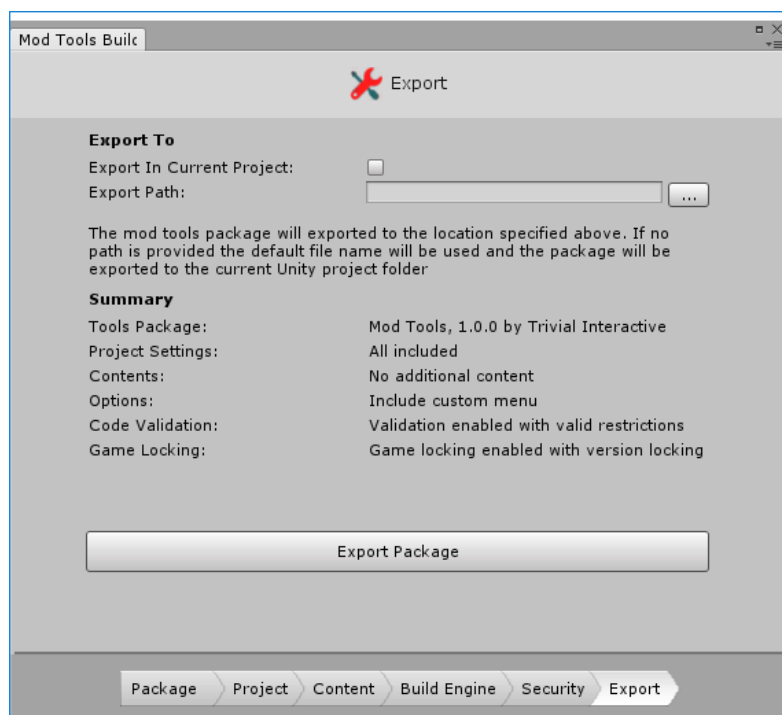 Mod Tools Builc
Export
Export To
Export In Current Project:
Export Path:
...
The mod tools package will exported to the location specified above. If no
path is provided the default file name will be used and the package will be
exported to the current Unity project folder
Summary
Tools Package: Mod Tools, 1.0.0 by Trivial Interactive
Project Settings: All included
Contents: No additional content
Options: Include custom menu
Code Validation: Validation enabled with valid restrictions
Game Locking: Game locking enabled with version locking
Export Package
Package Project Content Build Engine Security Export